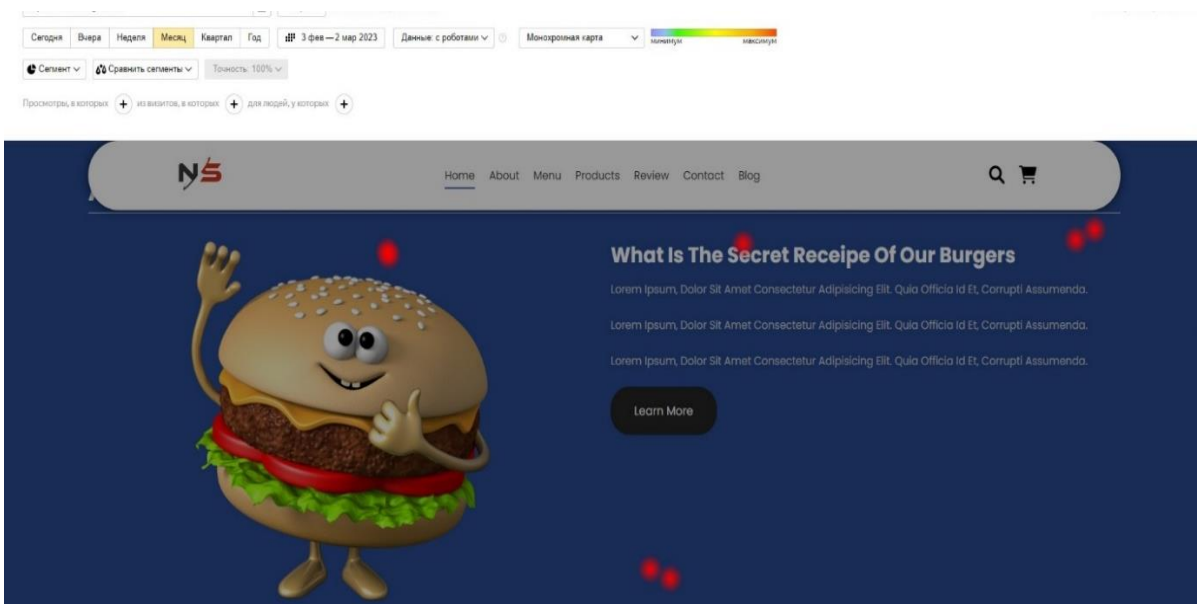 Сегодня Вчера Неделя Месяц Квартал Год 3 фев — 2 мар 2023 Данные: с роботами Монохромная карта минимум максимум
Сегмент Сравнить сегменты Точность: 100%
Просмотры, в которых + из визитов, в которых + для людей, у которых +
NS Home About Menu Products Review Contact Blog
What Is The Secret Receipe Of Our Burgers
Lorem Ipsum, Dolor Sit Amet Consectetur Adipisicing Elit. Quia Officia Id Et, Corrupti Assumenda.
Lorem Ipsum, Dolor Sit Amet Consectetur Adipisicing Elit. Quia Officia Id Et, Corrupti Assumenda.
Lorem Ipsum, Dolor Sit Amet Consectetur Adipisicing Elit. Quia Officia Id Et, Corrupti Assumenda.
Learn More